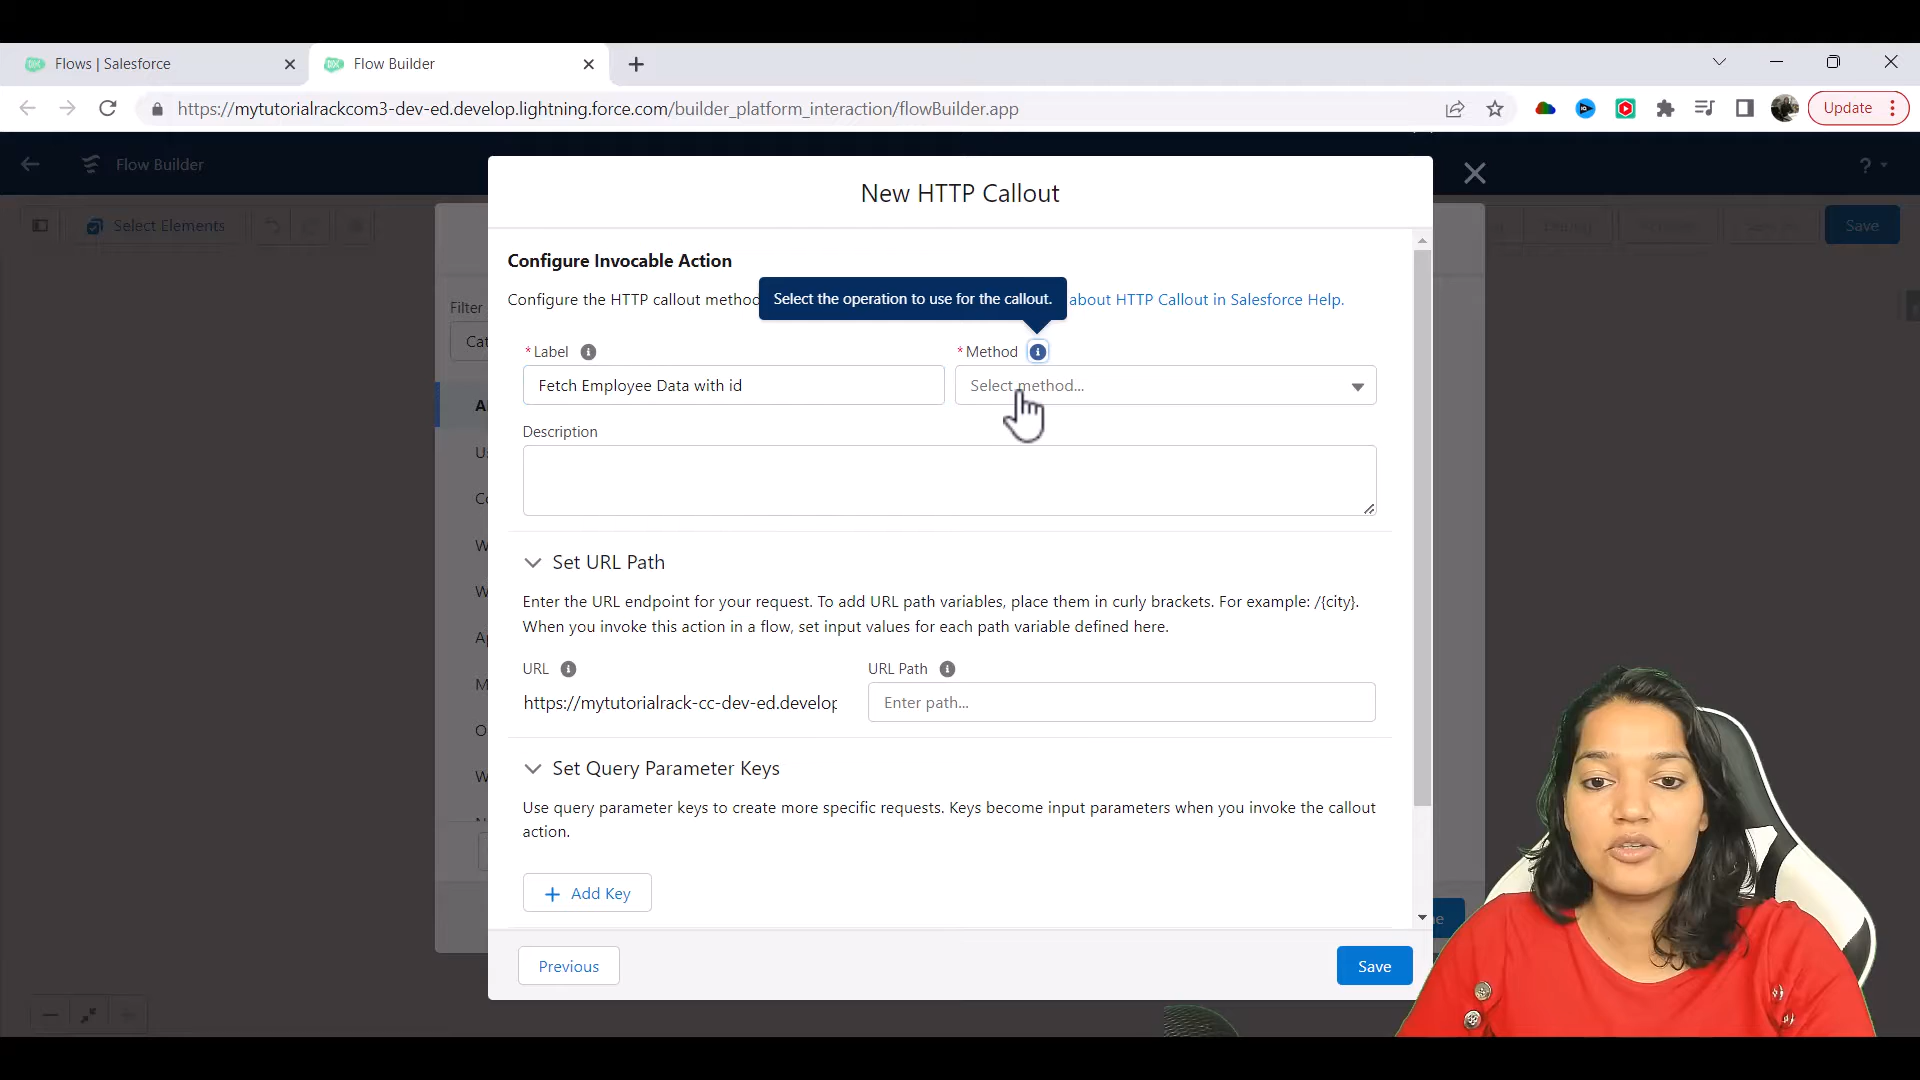 Flows | Salesforce
Flow Builder
https://mytutorialrackcom3-dev-ed.develop.lightning.force.com/builder_platform_interaction/flowBuilder.app
Update
Flow Builder
?
New HTTP Callout
Select Elements
Save
Configure Invocable Action
Configure the HTTP callout method
Select the operation to use for the callout.
about HTTP Callout in Salesforce Help.
Filter
Cat
* Label
* Method
Fetch Employee Data with id
Select method...
Description
Set URL Path
Enter the URL endpoint for your request. To add URL path variables, place them in curly brackets. For example: /{city}.
When you invoke this action in a flow, set input values for each path variable defined here.
URL
URL Path
https://mytutorialrack-cc-dev-ed.develop
Enter path...
Set Query Parameter Keys
Use query parameter keys to create more specific requests. Keys become input parameters when you invoke the callout
action.
+ Add Key
Previous
Save